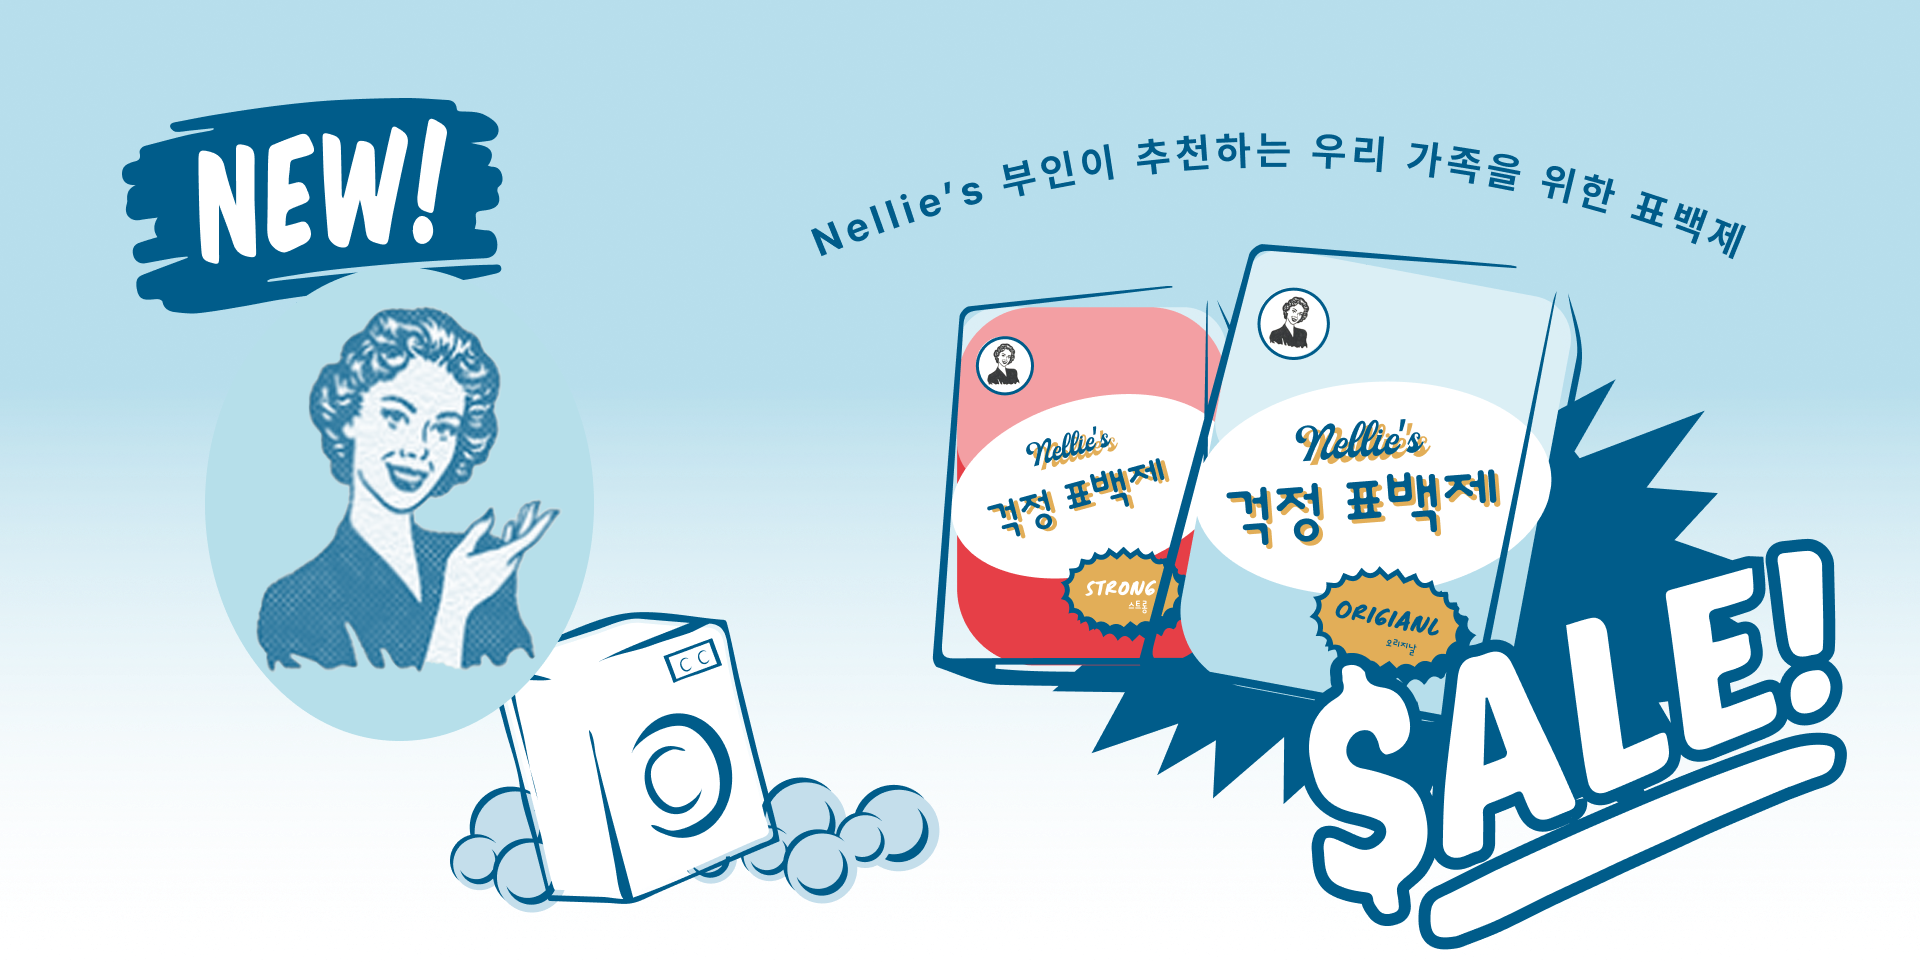 NEW!
Nellie's 부인이 추천하는 우리 가족을 위한 표백제
Nellie's
걱정 표백제
STRONG
스트롱
Nellie's
걱정 표백제
ORIGIANL
오리지날
$ALE!